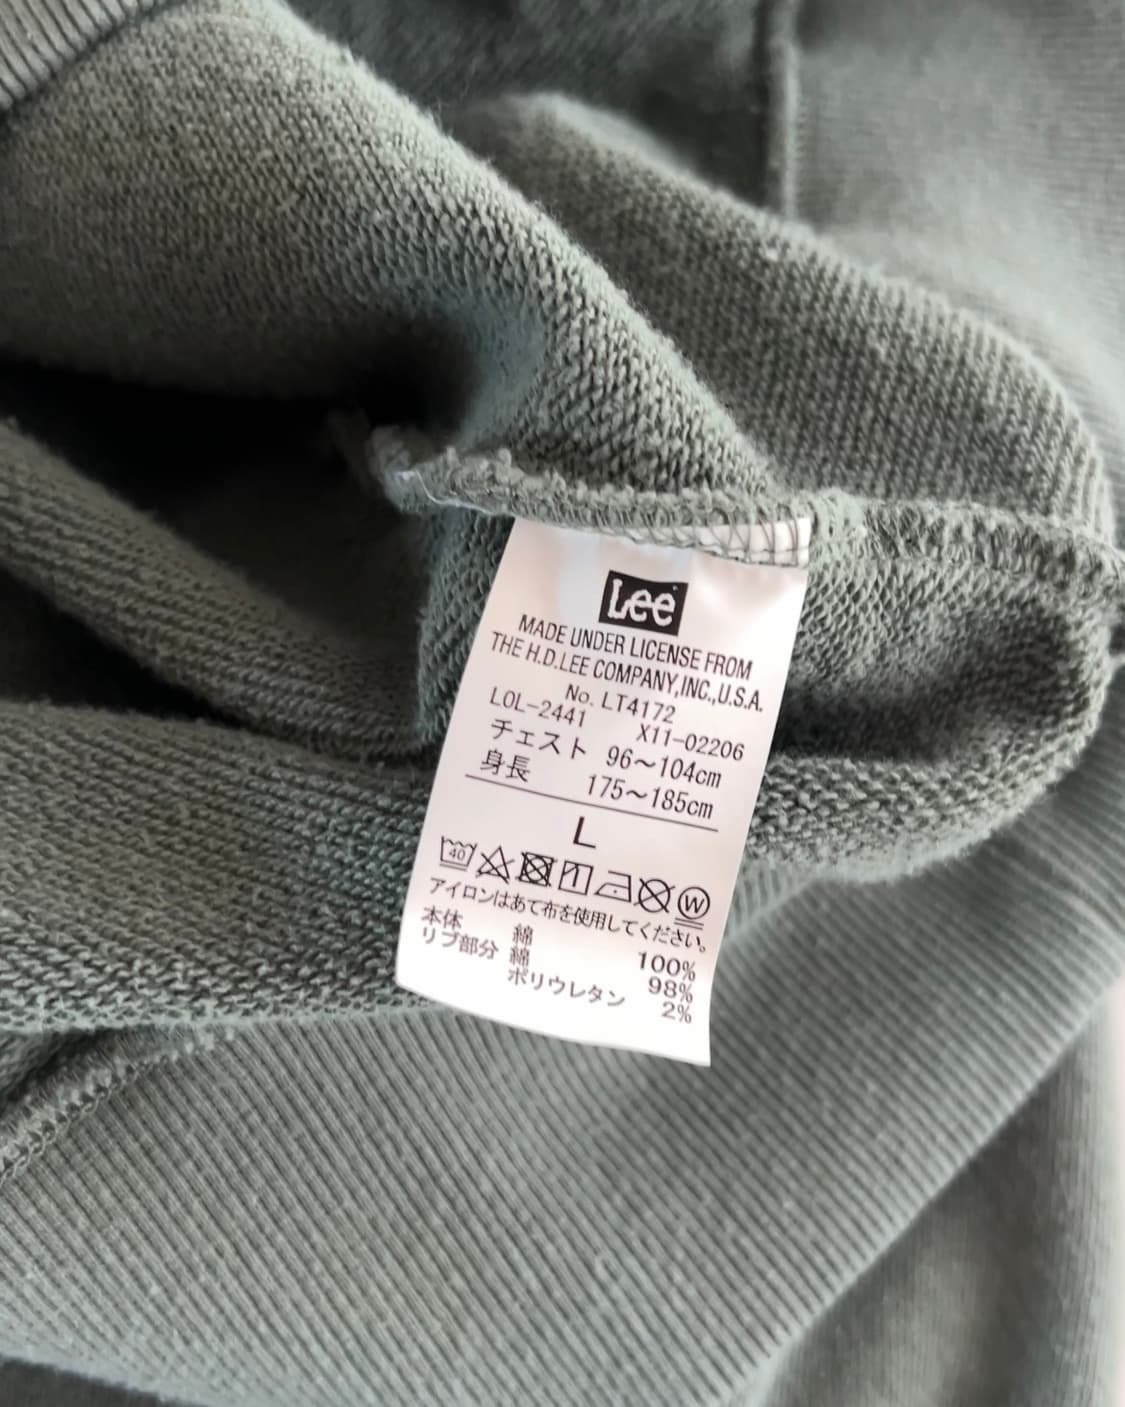 Lee
MADE UNDER LICENSE FROM
THE H.D.LEE COMPANY,INC.,U.S.A.
No. LT4172
LOL-2441 X11-02206
チェスト 96〜104cm
身長 175〜185cm
L
40
W
アイロンはあて布を使用してください。
本体 綿 100%
リブ部分 綿 98%
ポリウレタン 2%